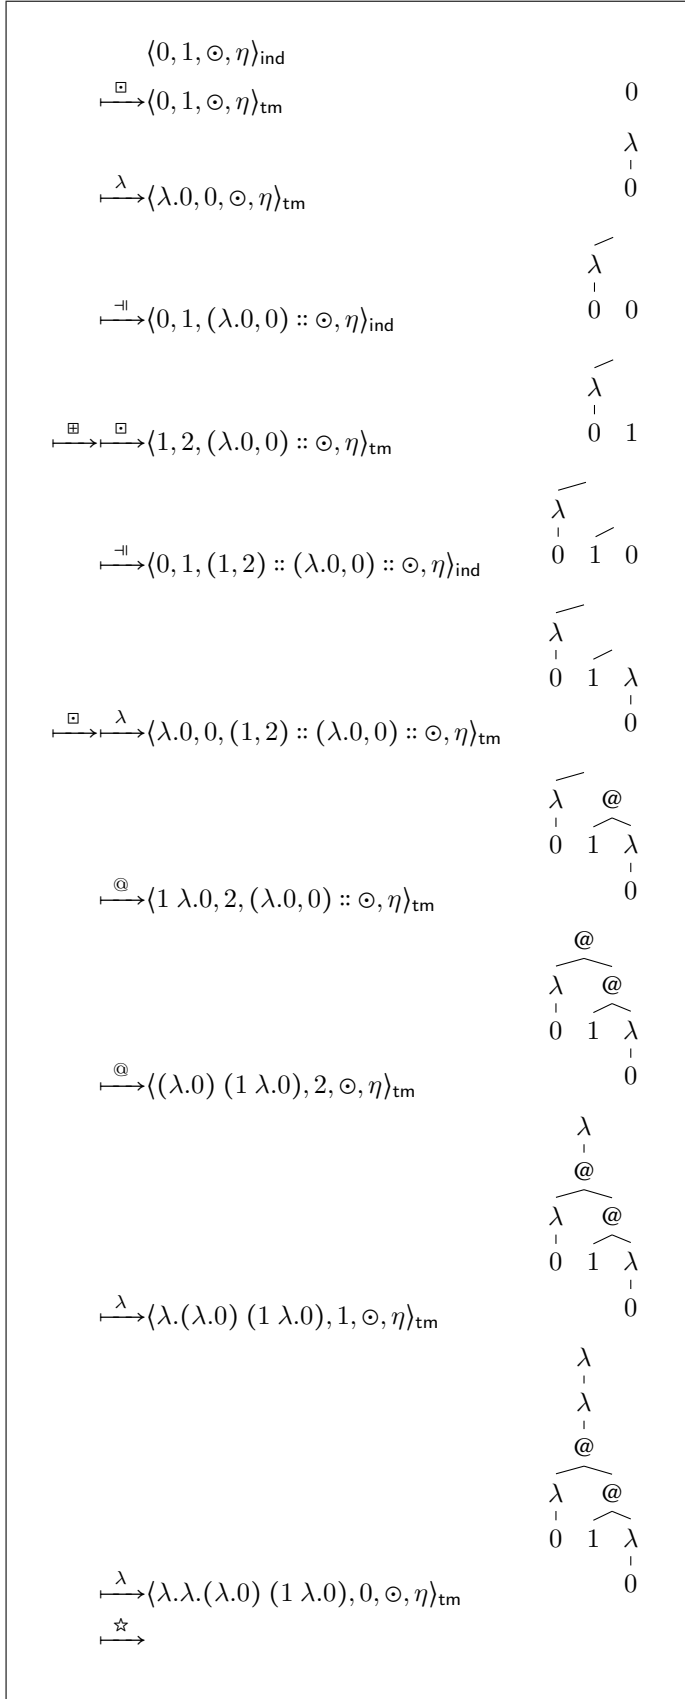 ⟨0, 1, ⊙, η⟩ind
⊡ ⟼ ⟨0, 1, ⊙, η⟩tm 0
λ
0
λ ⟼ ⟨λ.0, 0, ⊙, η⟩tm
λ
0 0
⫣ ⟼ ⟨0, 1, (λ.0, 0) :: ⊙, η⟩ind
λ
0 1
⊞ ⟼ ⊡ ⟼ ⟨1, 2, (λ.0, 0) :: ⊙, η⟩tm
λ
0 1 0
⫣ ⟼ ⟨0, 1, (1, 2) :: (λ.0, 0) :: ⊙, η⟩ind
λ
0 1 λ
0
⊡ ⟼ λ ⟼ ⟨λ.0, 0, (1, 2) :: (λ.0, 0) :: ⊙, η⟩tm
λ @
0 1 λ
0
@ ⟼ ⟨1 λ.0, 2, (λ.0, 0) :: ⊙, η⟩tm
@
λ @
0 1 λ
0
@ ⟼ ⟨(λ.0) (1 λ.0), 2, ⊙, η⟩tm
λ
@
λ @
0 1 λ
0
λ ⟼ ⟨λ.(λ.0) (1 λ.0), 1, ⊙, η⟩tm
λ
λ
@
λ @
0 1 λ
0
λ ⟼ ⟨λ.λ.(λ.0) (1 λ.0), 0, ⊙, η⟩tm
☆ ⟼